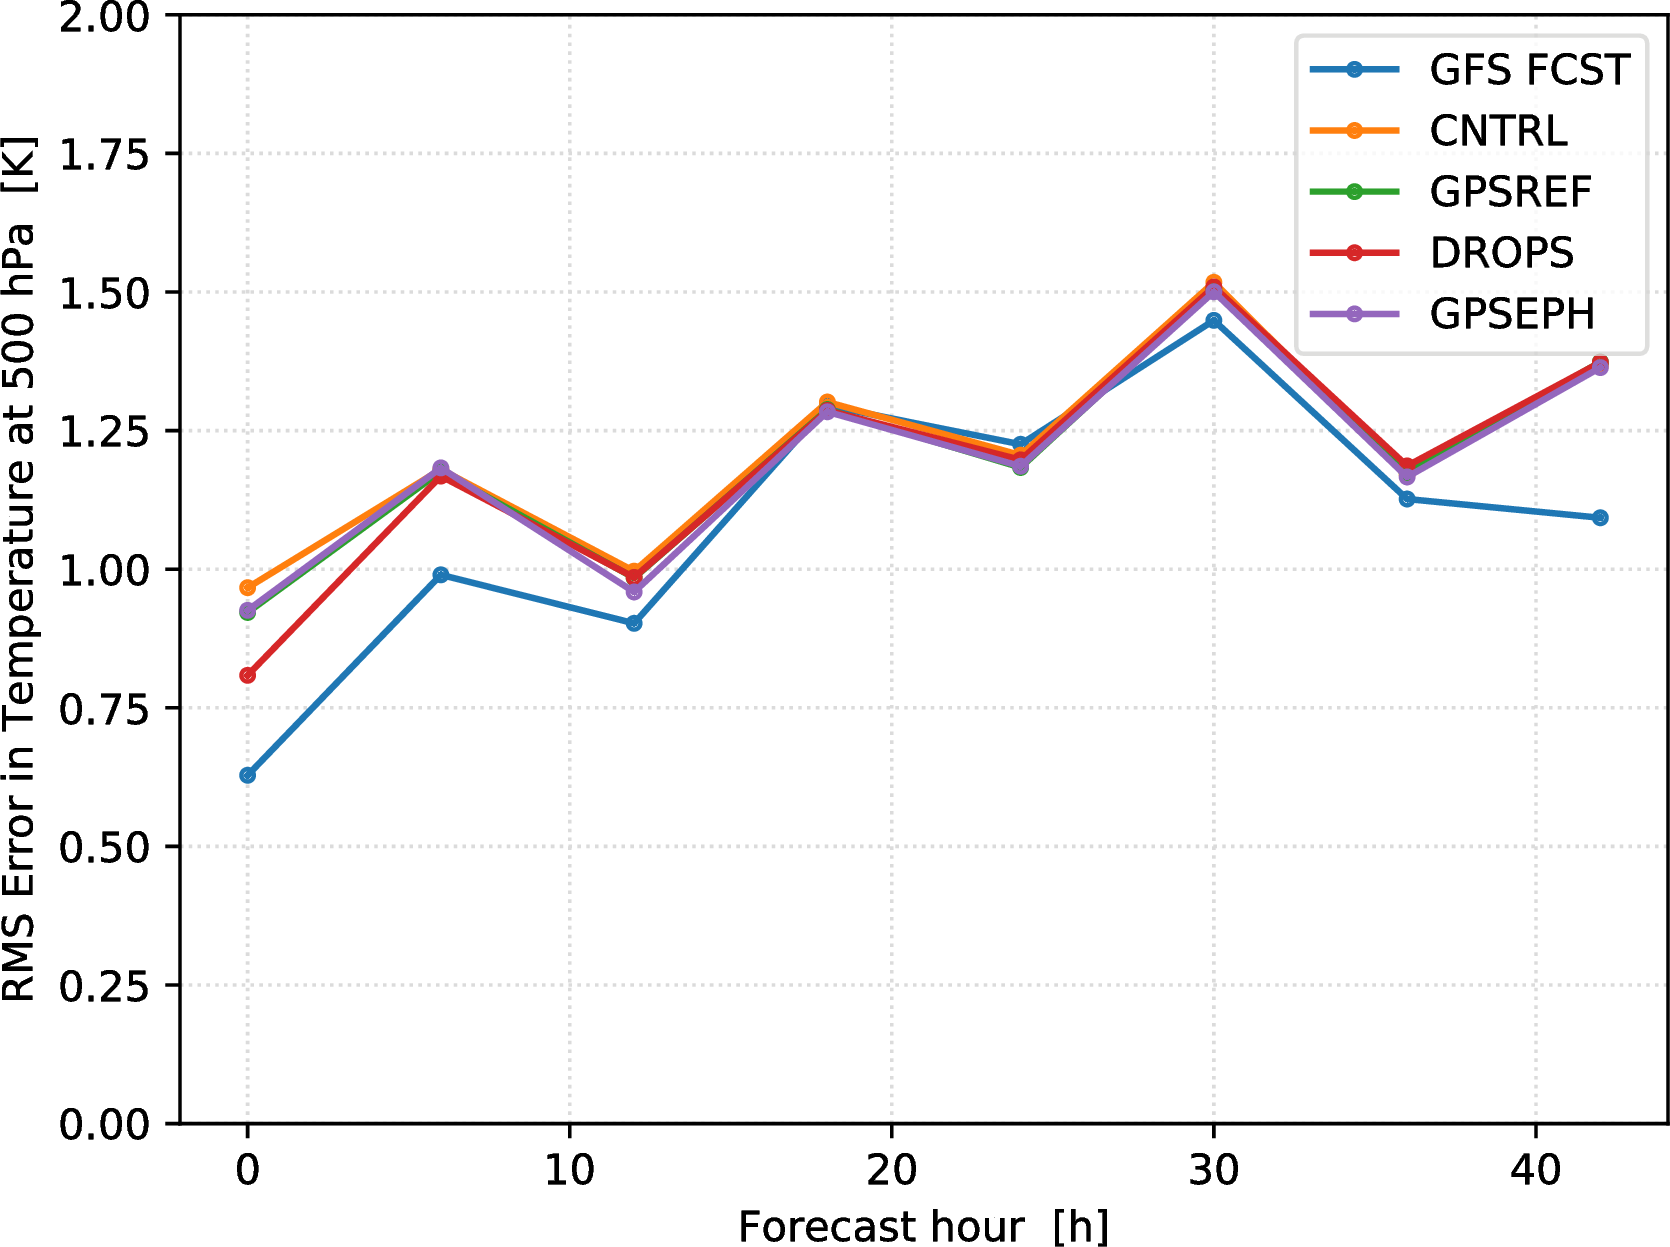 RMS Error in Temperature at 500 hPa [K]
2.00
1.75
1.50
1.25
1.00
0.75
0.50
0.25
0.00
GFS FCST
CNTRL
GPSREF
DROPS
GPSEPH
0 10 20 30 40
Forecast hour [h]